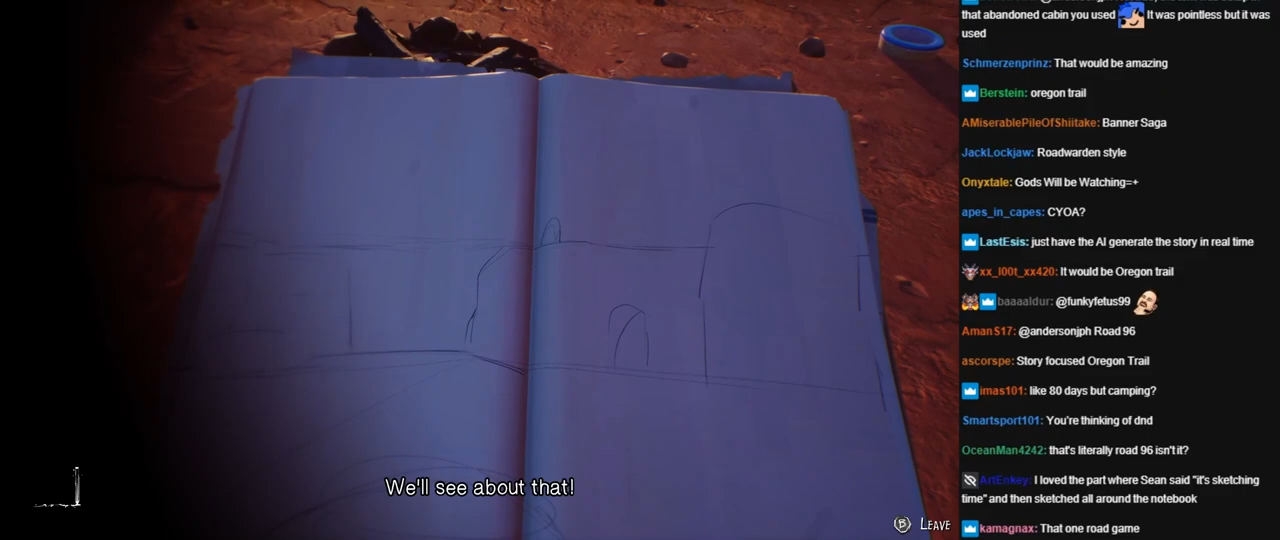 that abandoned cabin you used It was pointless but it was
used
Schmerzenprinz: That would be amazing
Berstein: oregon trail
AMiserablePileOfShiitake: Banner Saga
JackLockjaw: Roadwarden style
Onyxtale: Gods Will be Watching=+
apes_in_capes: CYOA?
LastEsis: just have the AI generate the story in real time
xx_l00t_xx420: It would be Oregon trail
baaaaldur: @funkyfetus99
AmanS17: @andersonjph Road 96
ascorspe: Story focused Oregon Trail
imas101: like 80 days but camping?
Smartsport101: You're thinking of dnd
OceanMan4242: that's literally road 96 isn't it?
ArtEnkey: I loved the part where Sean said "it's sketching
time" and then sketched all around the notebook
kamagnax: That one road game
We'll see about that!
B LEAVE